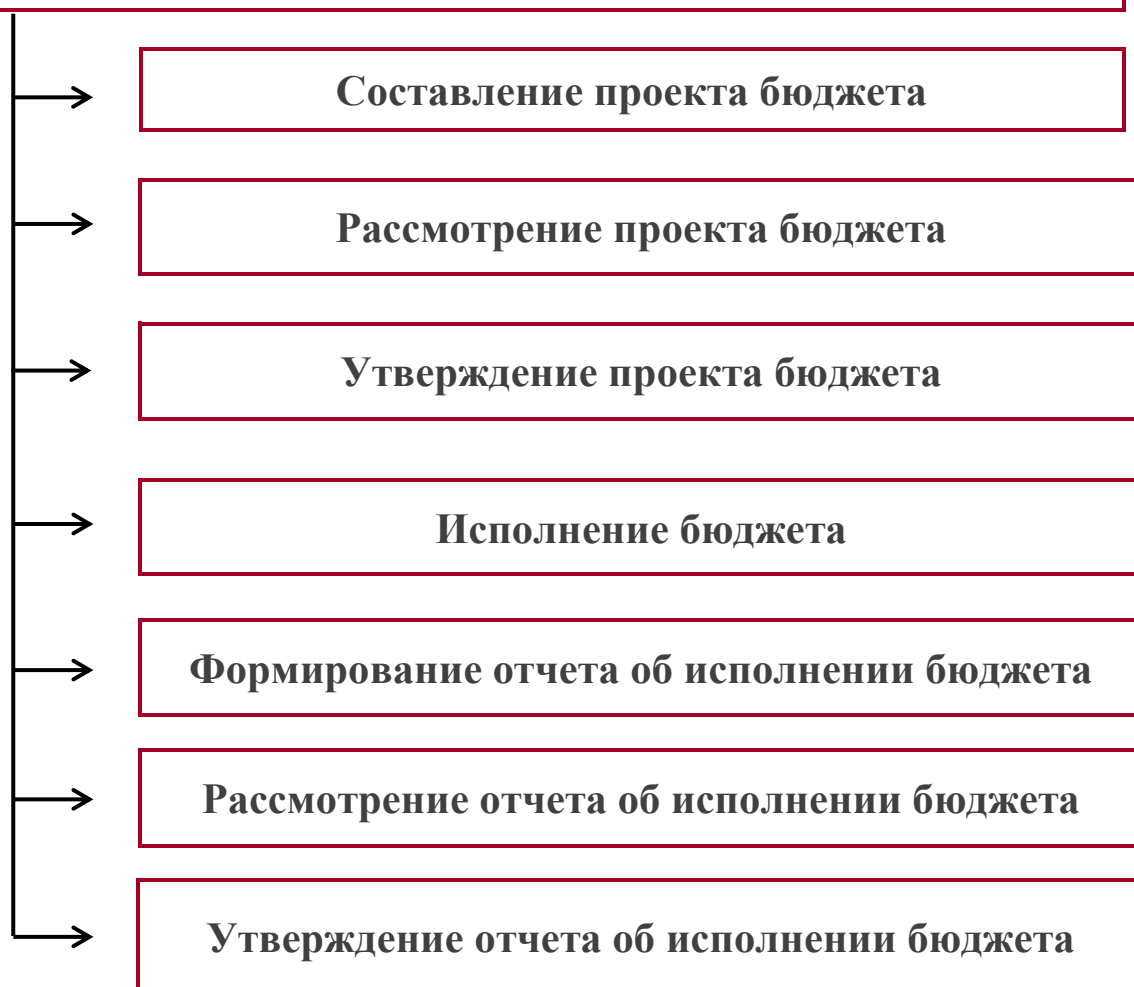 Составление проекта бюджета
Рассмотрение проекта бюджета
Утверждение проекта бюджета
Исполнение бюджета
Формирование отчета об исполнении бюджета
Рассмотрение отчета об исполнении бюджета
Утверждение отчета об исполнении бюджета